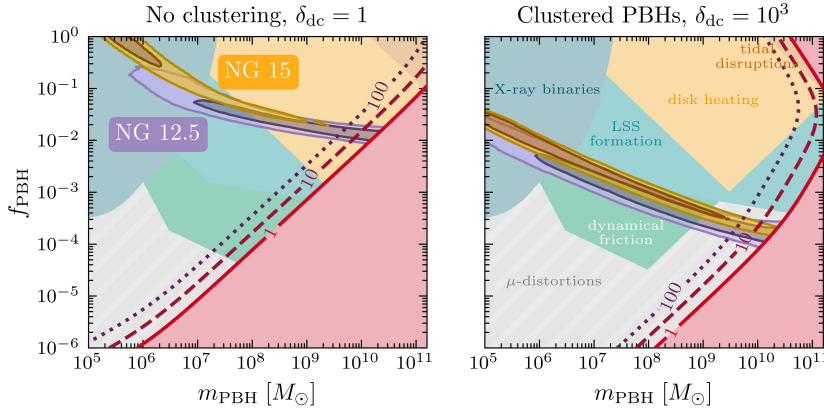 No clustering, δdc = 1
Clustered PBHs, δdc = 10³
10⁰
10⁻¹
10⁻²
10⁻³
10⁻⁴
10⁻⁵
10⁻⁶
fPBH
NG 15
NG 12.5
100
10
1
10⁵
10⁶
10⁷
10⁸
10⁹
10¹⁰
10¹¹
mPBH [M⊙]
tidal
disruption
X-ray binaries
disk heating
LSS
formation
dynamical
friction
μ-distortions
100
10
1
10⁵
10⁶
10⁷
10⁸
10⁹
10¹⁰
10¹¹
mPBH [M⊙]